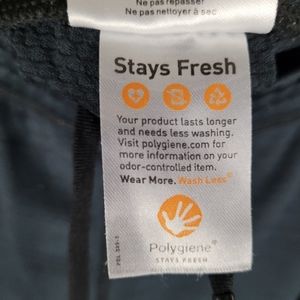 Ne pas repasser
Ne pas nettoyer à sec
Stays Fresh
Your product lasts longer
and needs less washing.
Visit polygiene.com for
more information on your
odor-controlled item.
Wear More. Wash Less®
Polygiene®
STAYS FRESH